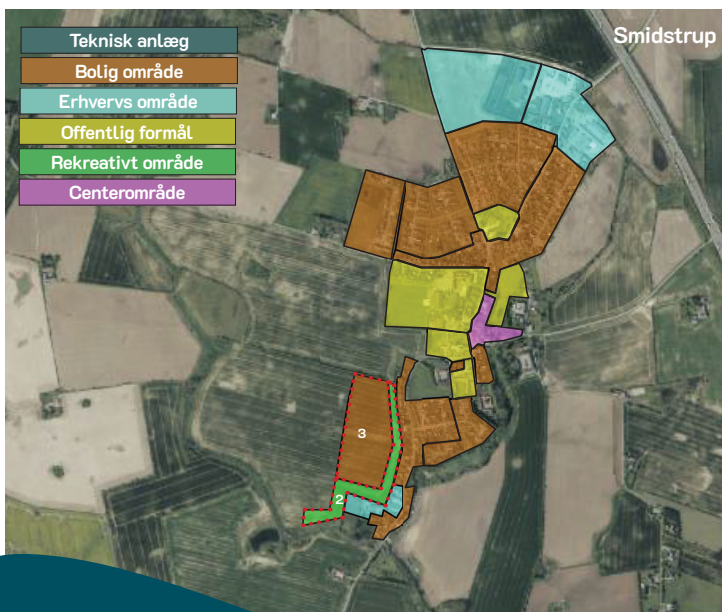 Smidstrup
Teknisk anlæg
Bolig område
Erhvervs område
Offentlig formål
Rekreativt område
Centerområde
3
2